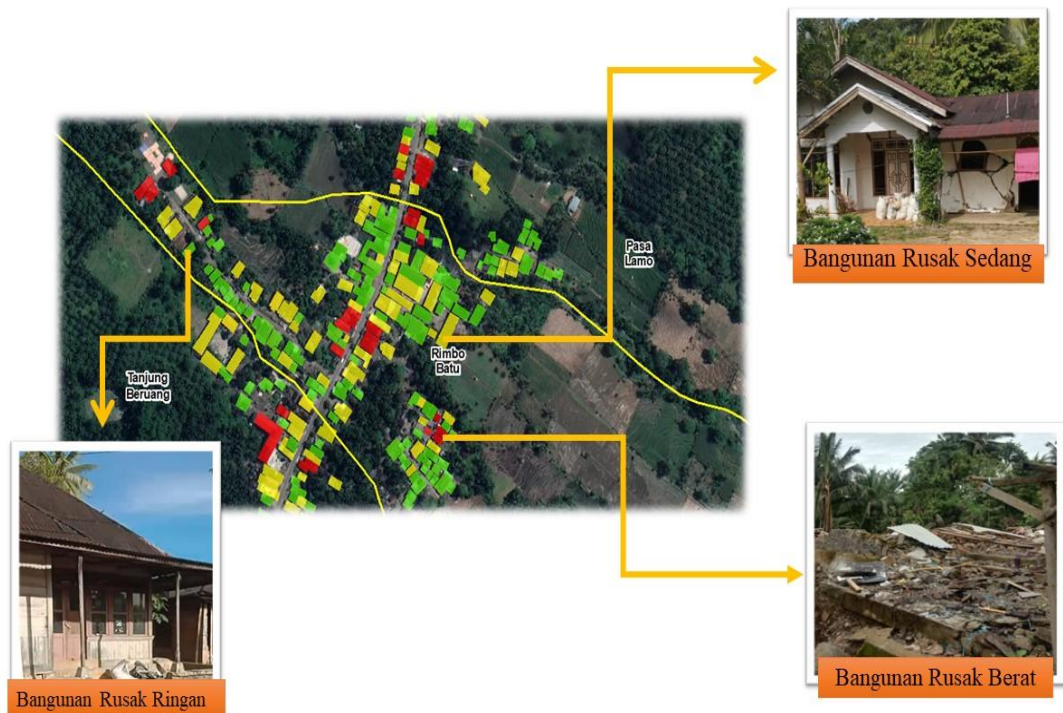 Bangunan Rusak Sedang
Pasa
Lamo
Rimbo
Batu
Tanjung
Beruang
Bangunan Rusak Berat
Bangunan Rusak Ringan